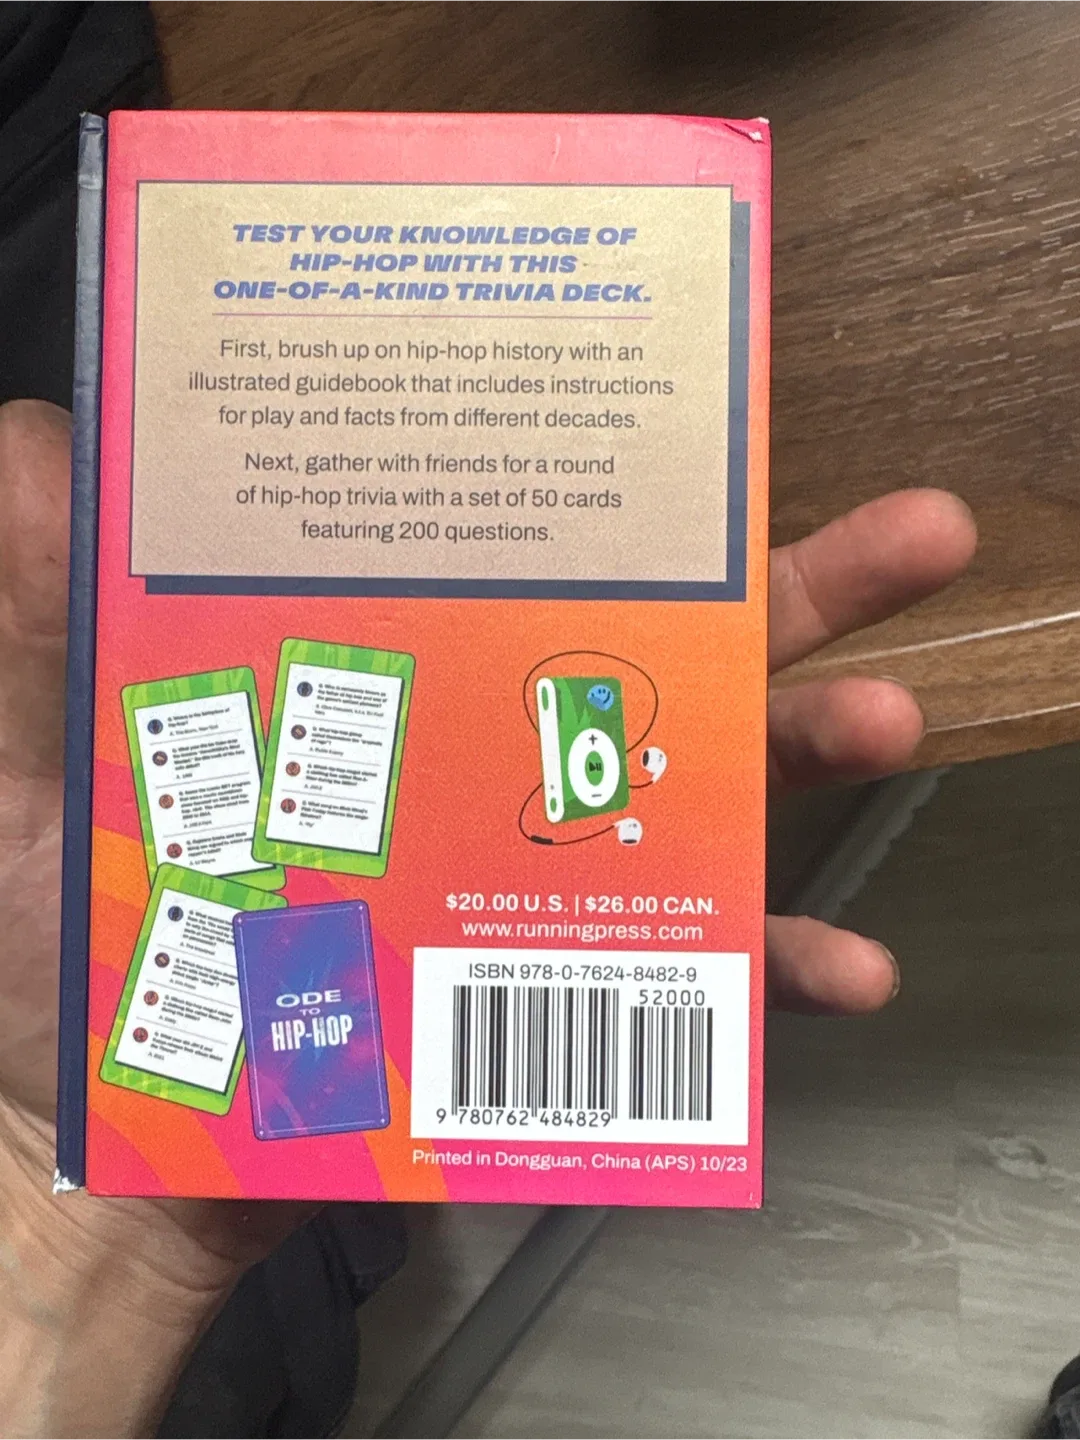 TEST YOUR KNOWLEDGE OF
HIP-HOP WITH THIS
ONE-OF-A-KIND TRIVIA DECK.
First, brush up on hip-hop history with an
illustrated guidebook that includes instructions
for play and facts from different decades.
Next, gather with friends for a round
of hip-hop trivia with a set of 50 cards
featuring 200 questions.
ODE
TO
HIP-HOP
$20.00 U.S. | $26.00 CAN.
www.runningpress.com
ISBN 978-0-7624-8482-9
52000
9 780762 484829
Printed in Dongguan, China (APS) 10/23